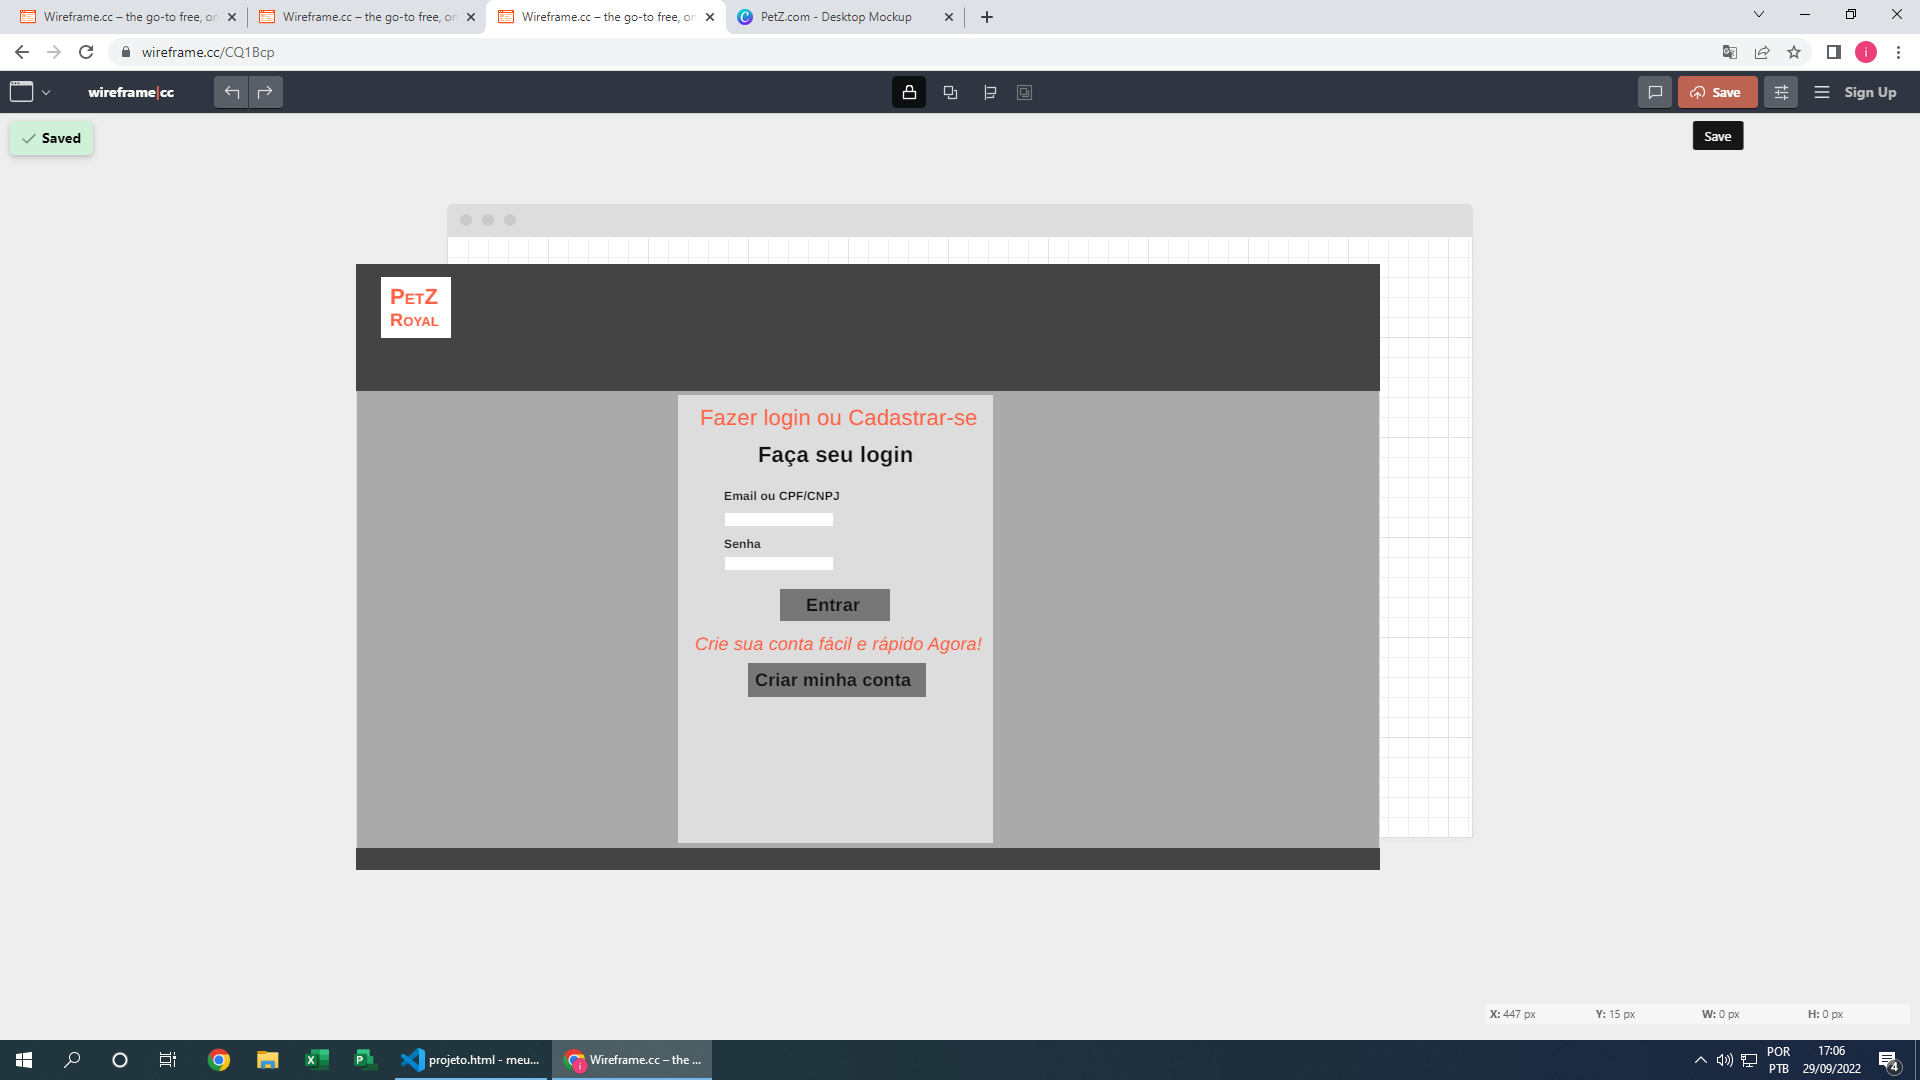 Wireframe.cc – the go-to free, on
Wireframe.cc – the go-to free, on
Wireframe.cc – the go-to free, on
PetZ.com - Desktop Mockup
wireframe.cc/CQ1Bcp
i
wireframe|cc
Save
Sign Up
Saved
Save
PetZ
Royal
Fazer login ou Cadastrar-se
Faça seu login
Email ou CPF/CNPJ
Senha
Entrar
Crie sua conta fácil e rápido Agora!
Criar minha conta
X: 447 px Y: 15 px W: 0 px H: 0 px
projeto.html - meu...
Wireframe.cc – the ...
POR
PTB
17:06
29/09/2022
4